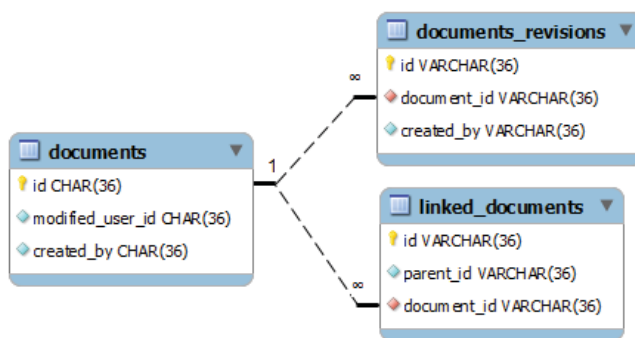 documents_revisions
id VARCHAR(36)
document_id VARCHAR(36)
created_by VARCHAR(36)
∞
documents
id CHAR(36)
modified_user_id CHAR(36)
created_by CHAR(36)
1
linked_documents
id VARCHAR(36)
parent_id VARCHAR(36)
document_id VARCHAR(36)
∞